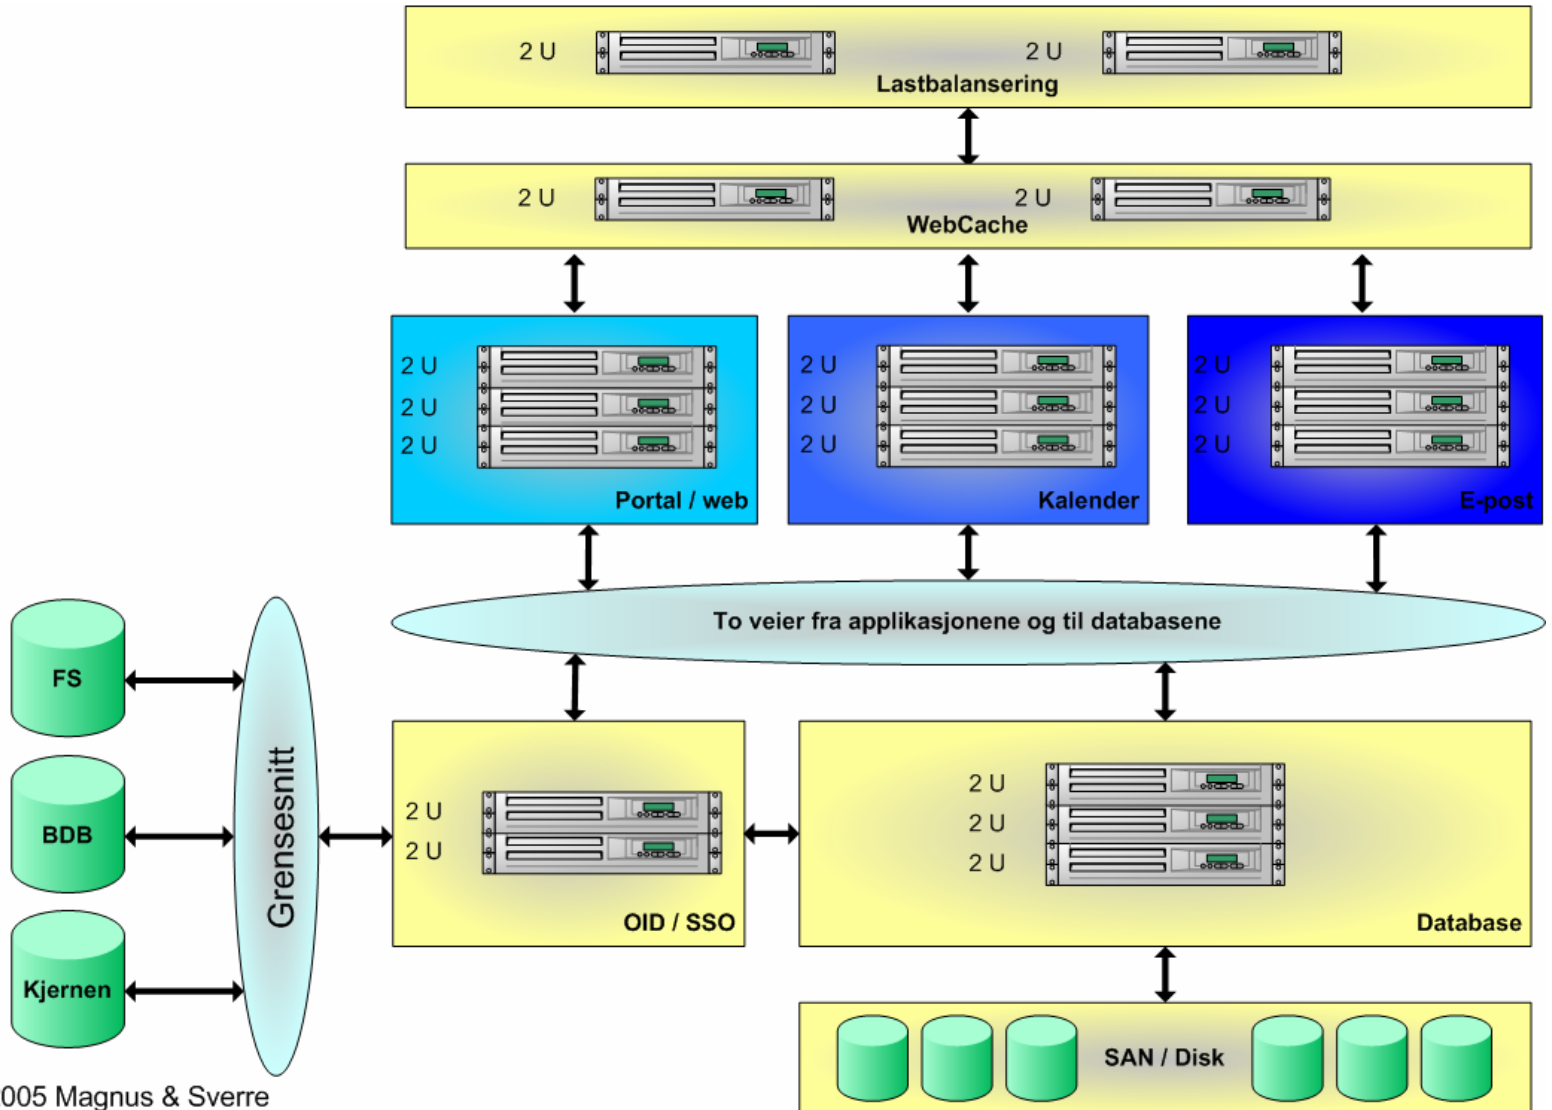 2 U 2 U
Lastbalansering
2 U 2 U
WebCache
2 U
2 U
2 U
Portal / web
2 U
2 U
2 U
Kalender
2 U
2 U
2 U
E-post
To veier fra applikasjonene og til databasene
FS
BDB
Kjernen
Grensesnitt
2 U
2 U
OID / SSO
2 U
2 U
2 U
Database
SAN / Disk
005 Magnus & Sverre